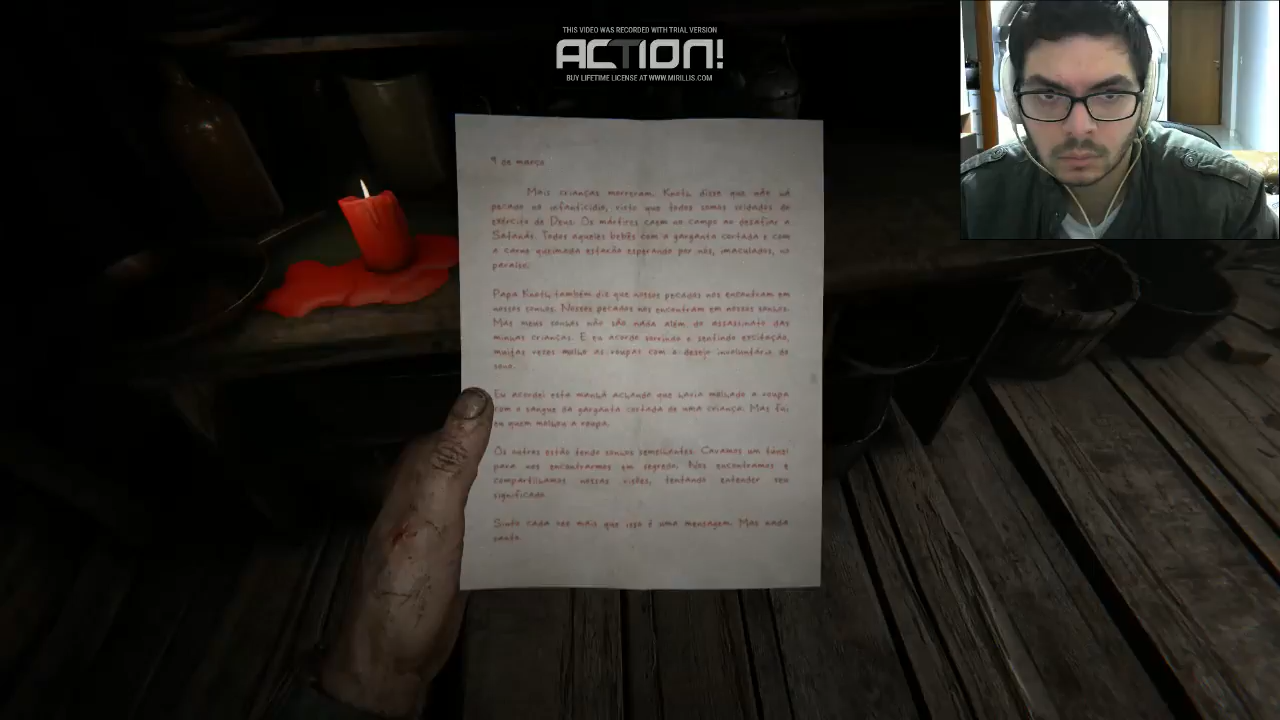 THIS VIDEO WAS RECORDED WITH TRIAL VERSION
ACTION!
BUY LIFETIME LICENSE AT WWW.MIRILLIS.COM
9 de março
Mais crianças morreram. Knoth disse que não há
pecado no infanticídio, visto que todos somos soldados do
exército de Deus. Os mártires caem no campo ao desafiar a
Satanás. Todos aqueles bebês com a garganta cortada e com
a carne queimada estarão esperando por nós, imaculados, no
paraíso.
Papa Knoth também diz que nossos pecados nos encontram em
nossos sonhos. Nossos pecados nos encontram em nossos sonhos.
Mas meus sonhos não são nada além do assassinato das
minhas crianças. E eu acordo sorrindo e sentindo excitação,
muitas vezes molho as roupas com o desejo involuntário do
sono.
Eu acordei esta manhã achando que havia molhado a roupa
com o sangue da garganta cortada de uma criança. Mas fui
eu quem molhou a roupa.
Os outros estão tendo sonhos semelhantes. Cavamos um túnel
para nos encontrarmos em segredo. Nos encontramos e
compartilhamos nossas visões, tentando entender seu
significado.
Sinto cada vez mais que isso é uma mensagem. Mas nada
santo.